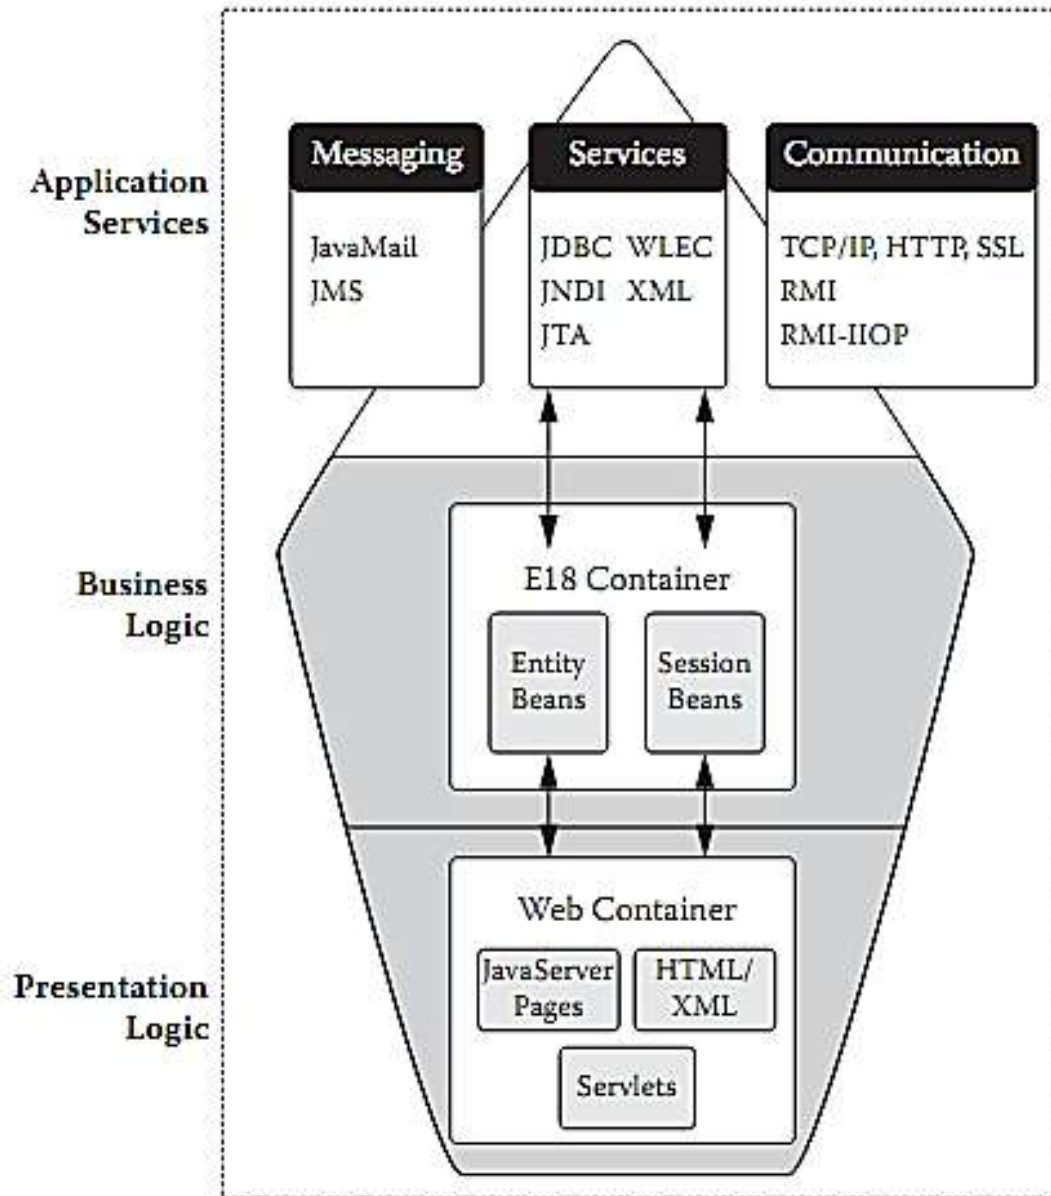 Application
Services
Messaging
JavaMail
JMS
Services
JDBC WLEC
JNDI XML
JTA
Communication
TCP/IP, HTTP, SSL
RMI
RMI-IIOP
Business
Logic
E18 Container
Entity
Beans
Session
Beans
Presentation
Logic
Web Container
JavaServer
Pages
HTML/
XML
Servlets